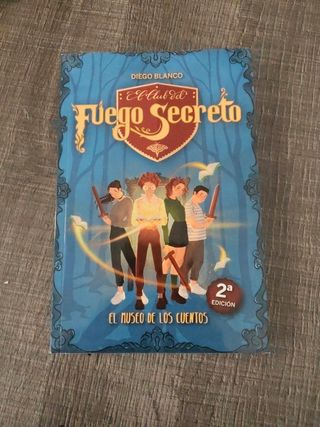 DIEGO BLANCO
El Club del
Fuego Secreto
2ª
EDICIÓN
EL MUSEO DE LOS CUENTOS